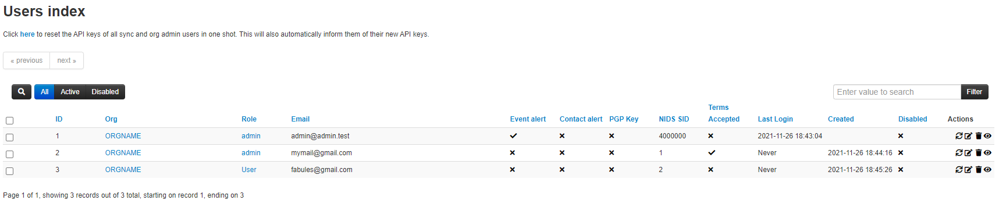 Users index
Click here to reset the API keys of all sync and org admin users in one shot. This will also automatically inform them of their new API keys.
« previous next »
All Active Disabled Enter value to search Filter
ID Org Role Email Event alert Contact alert PGP Key NIDS SID Terms Accepted Last Login Created Disabled Actions
1 ORGNAME admin admin@admin.test 4000000 2021-11-26 18:43:04
2 ORGNAME admin mymail@gmail.com 1 Never 2021-11-26 18:44:16
3 ORGNAME User fabules@gmail.com 2 Never 2021-11-26 18:45:26
Page 1 of 1, showing 3 records out of 3 total, starting on record 1, ending on 3